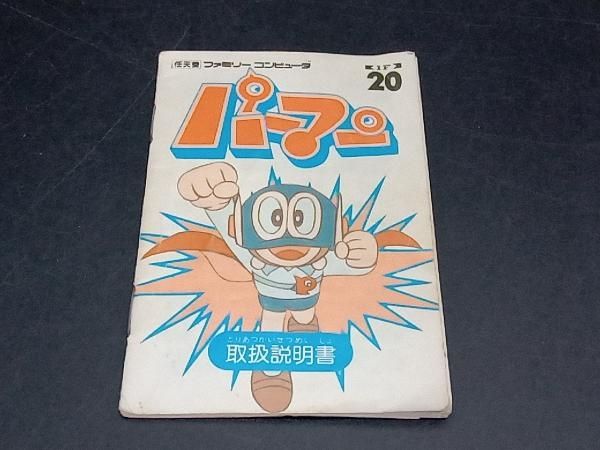 任天堂 ファミリーコンピュータ
1F
20
パーマン
とりあつかいせつめいしょ
取扱説明書
P